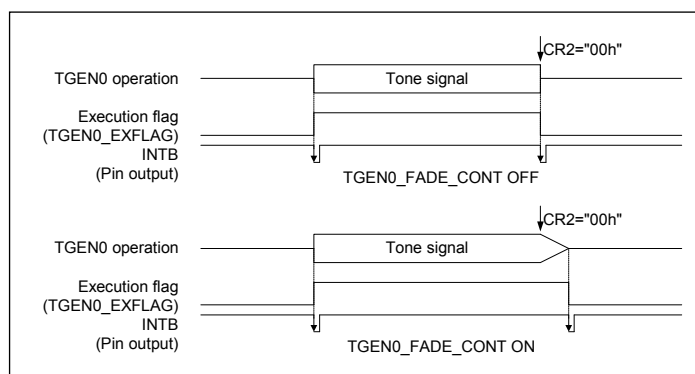 CR2="00h"
TGEN0 operation
Tone signal
Execution flag
(TGEN0_EXFLAG)
INTB
(Pin output)
TGEN0_FADE_CONT OFF
CR2="00h"
TGEN0 operation
Tone signal
Execution flag
(TGEN0_EXFLAG)
INTB
(Pin output)
TGEN0_FADE_CONT ON